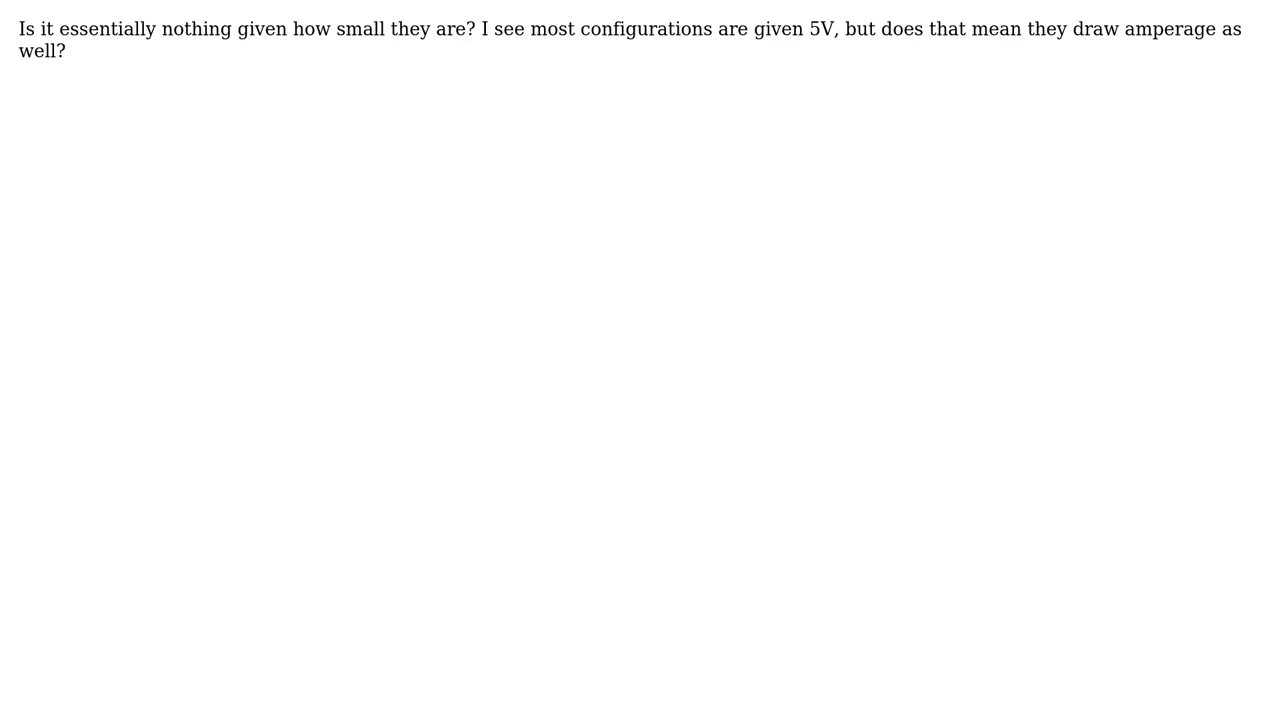 Is it essentially nothing given how small they are? I see most configurations are given 5V, but does that mean they draw amperage as
well?